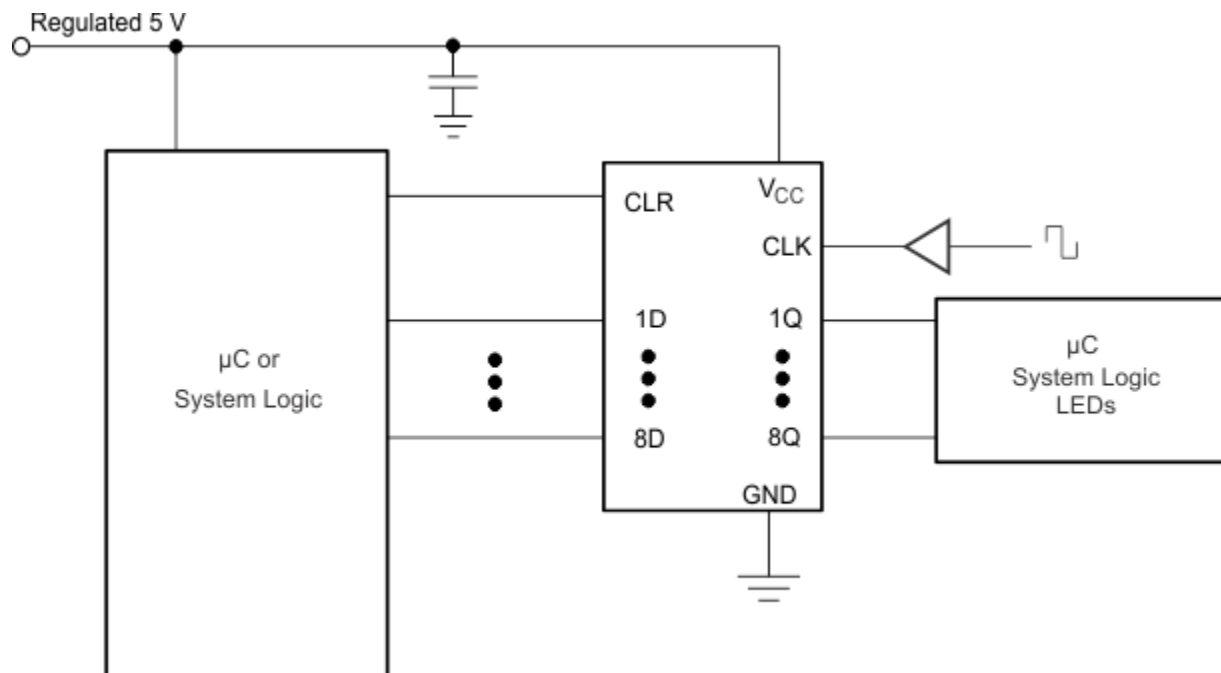 Regulated 5 V
CLR
VCC
CLK
1D
1Q
8D
8Q
GND
µC or
System Logic
µC
System Logic
LEDs